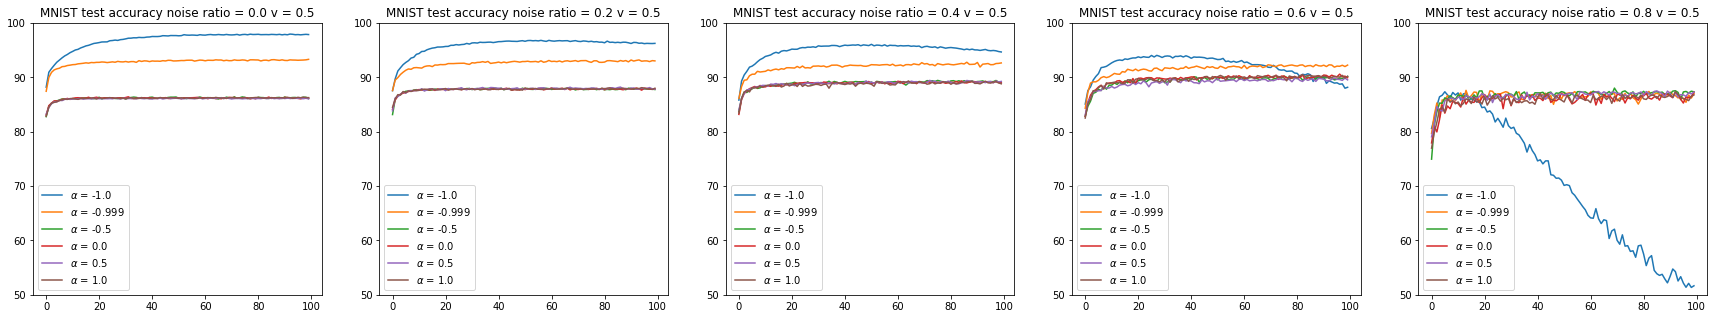 MNIST test accuracy noise ratio = 0.0 v = 0.5
100
90
80
70
60
50
α = -1.0
α = -0.999
α = -0.5
α = 0.0
α = 0.5
α = 1.0
0 20 40 60 80 100
MNIST test accuracy noise ratio = 0.2 v = 0.5
100
90
80
70
60
50
α = -1.0
α = -0.999
α = -0.5
α = 0.0
α = 0.5
α = 1.0
0 20 40 60 80 100
MNIST test accuracy noise ratio = 0.4 v = 0.5
100
90
80
70
60
50
α = -1.0
α = -0.999
α = -0.5
α = 0.0
α = 0.5
α = 1.0
0 20 40 60 80 100
MNIST test accuracy noise ratio = 0.6 v = 0.5
100
90
80
70
60
50
α = -1.0
α = -0.999
α = -0.5
α = 0.0
α = 0.5
α = 1.0
0 20 40 60 80 100
MNIST test accuracy noise ratio = 0.8 v = 0.5
100
90
80
70
60
50
α = -1.0
α = -0.999
α = -0.5
α = 0.0
α = 0.5
α = 1.0
0 20 40 60 80 100